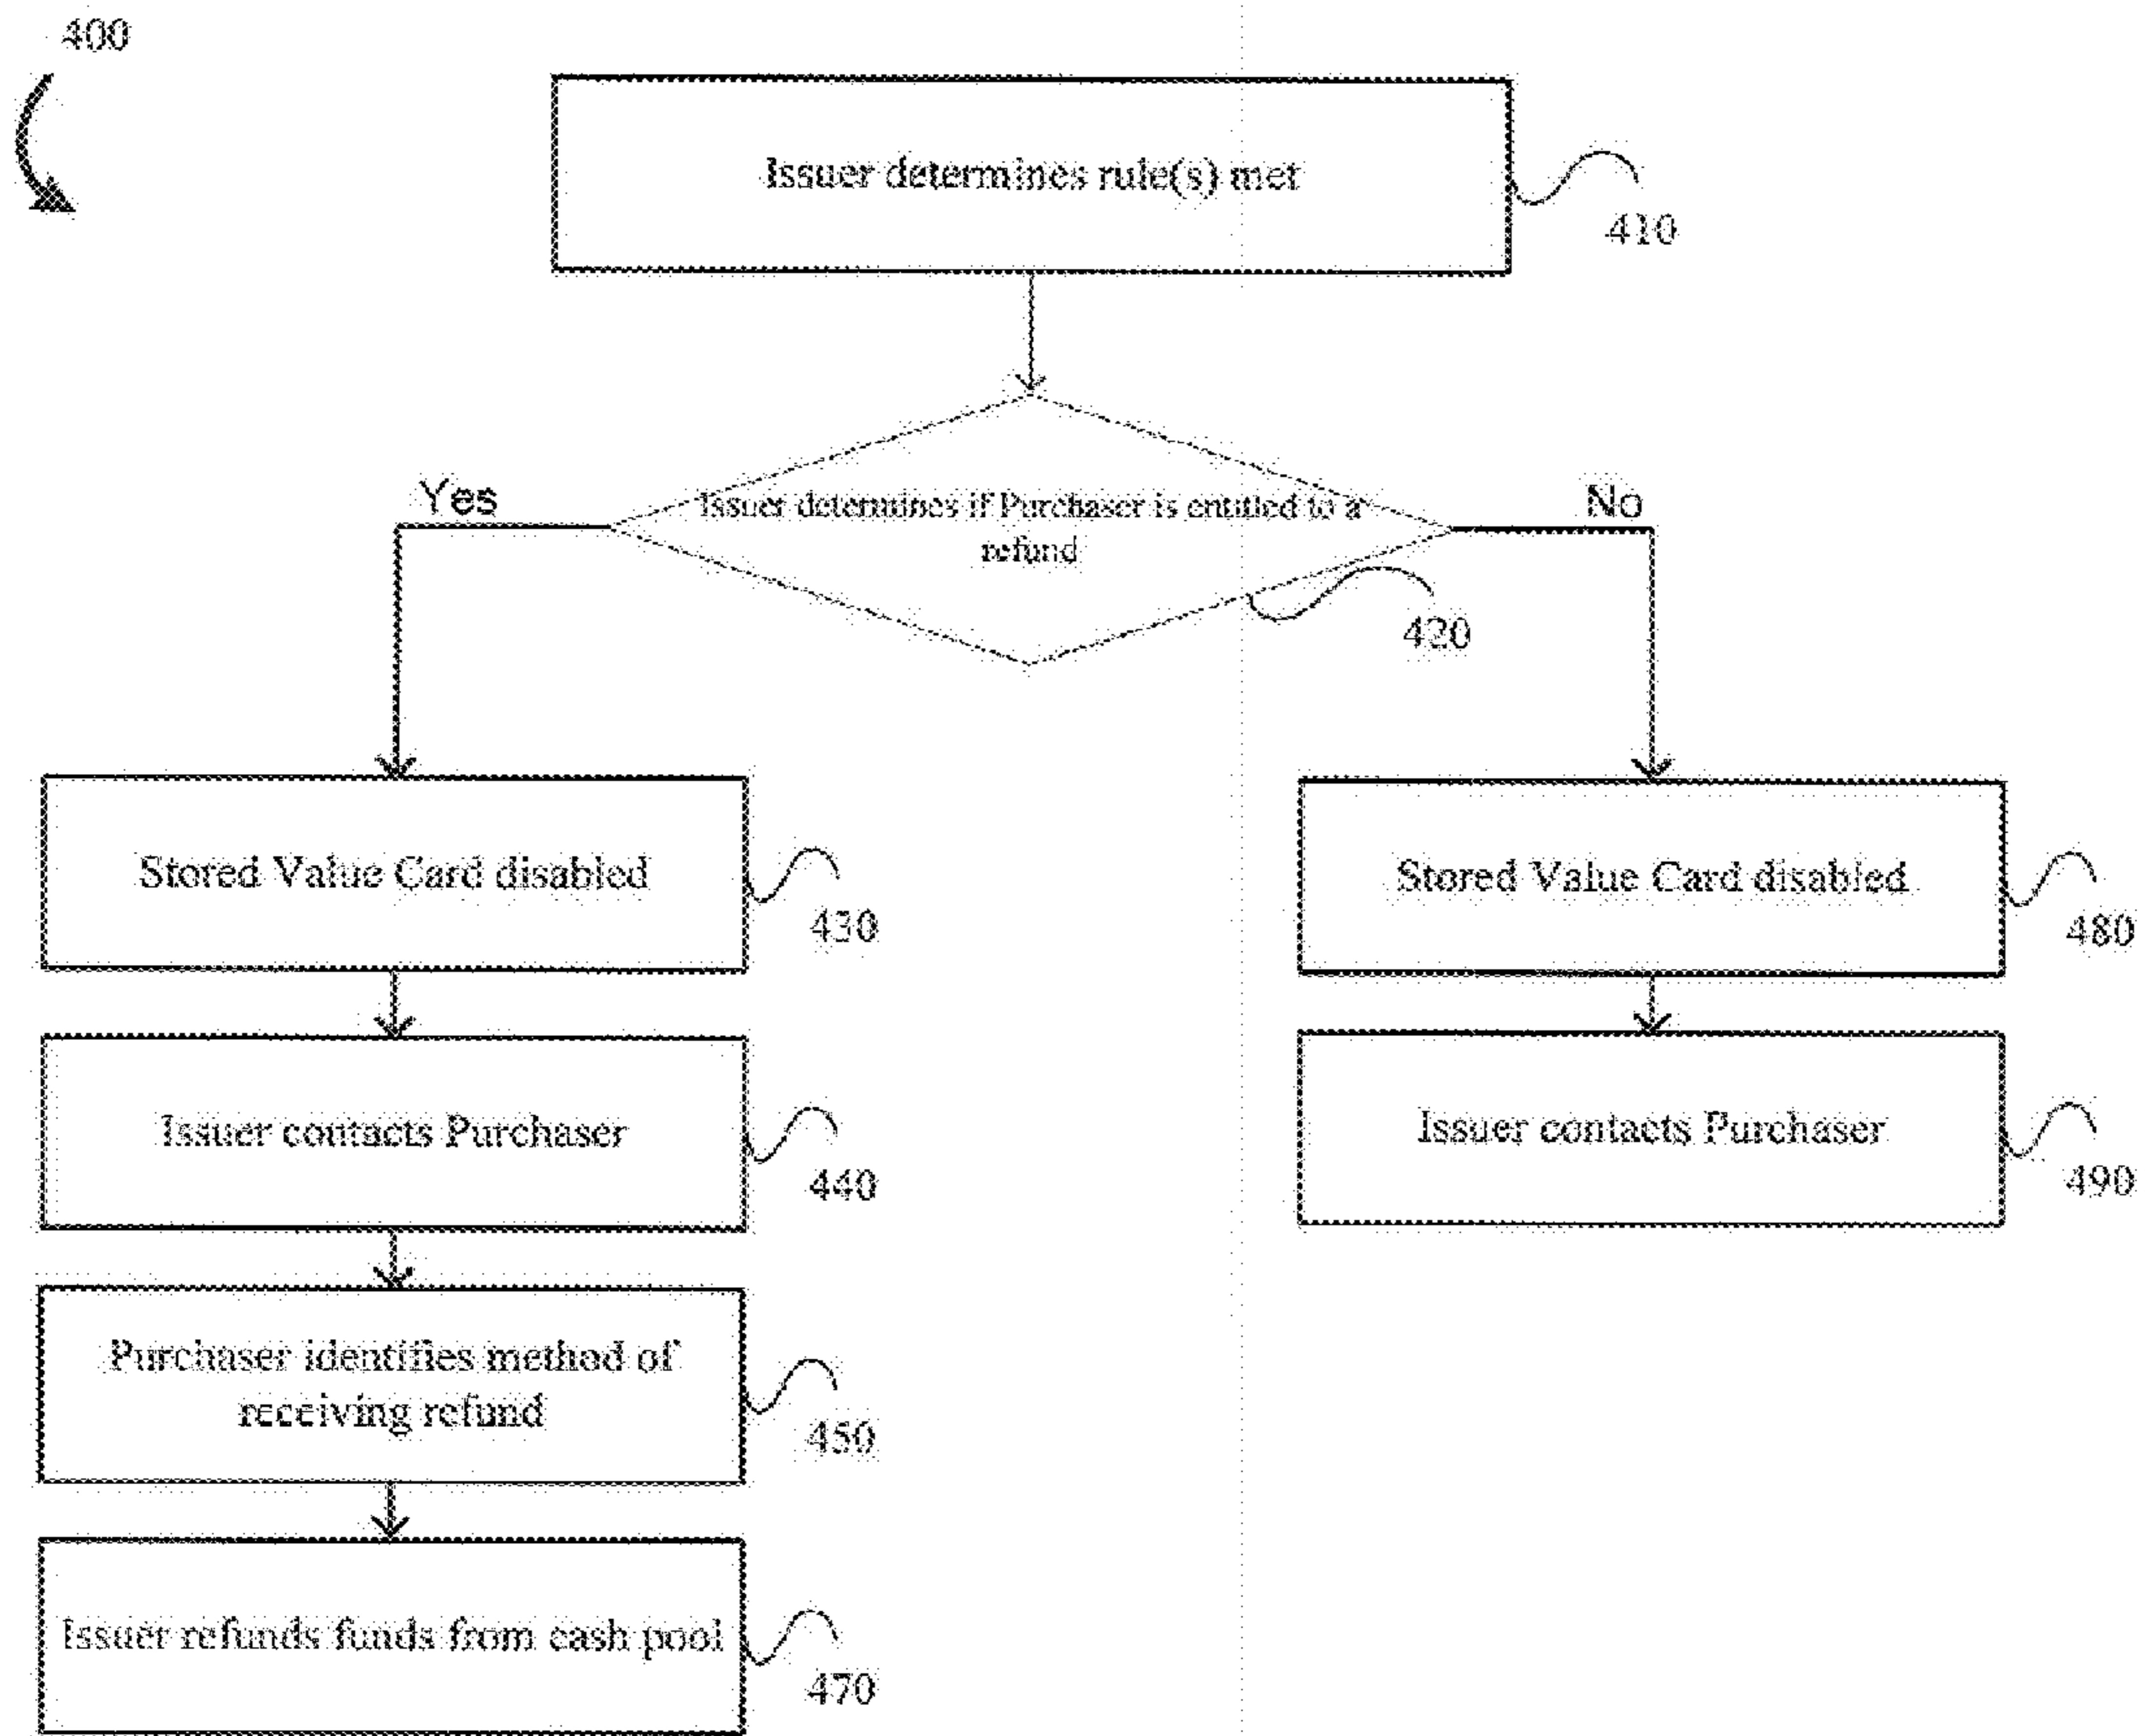 400
Issuer determines rule(s) met
410
Yes
Issuer determines if Purchaser is entitled to a
refund
No
420
Stored Value Card disabled
430
Stored Value Card disabled
480
Issuer contacts Purchaser
440
Issuer contacts Purchaser
490
Purchaser identifies method of
receiving refund
450
Issuer refunds funds from cash pool
470